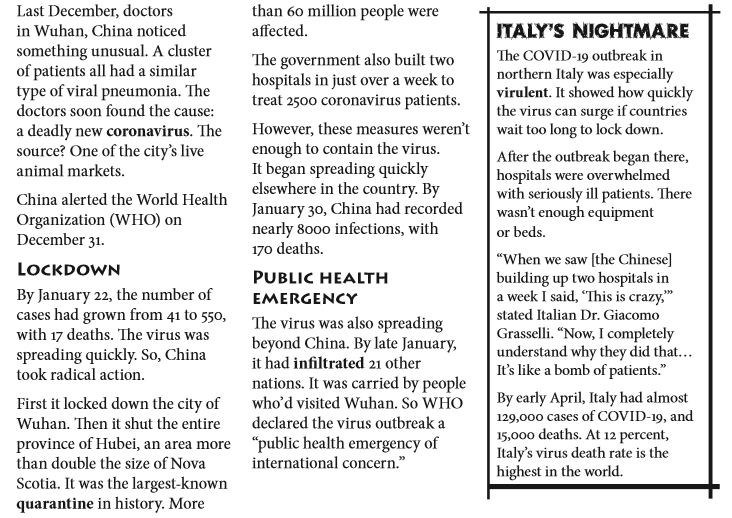 Last December, doctors
in Wuhan, China noticed
something unusual. A cluster
of patients all had a similar
type of viral pneumonia. The
doctors soon found the cause:
a deadly new coronavirus. The
source? One of the city's live
animal markets.
China alerted the World Health
Organization (WHO) on
December 31.
Lockdown
By January 22, the number of
cases had grown from 41 to 550,
with 17 deaths. The virus was
spreading quickly. So, China
took radical action.
First it locked down the city of
Wuhan. Then it shut the entire
province of Hubei, an area more
than double the size of Nova
Scotia. It was the largest-known
quarantine in history. More
than 60 million people were
affected.
The government also built two
hospitals in just over a week to
treat 2500 coronavirus patients.
However, these measures weren't
enough to contain the virus.
It began spreading quickly
elsewhere in the country. By
January 30, China had recorded
nearly 8000 infections, with
170 deaths.
Public health
emergency
The virus was also spreading
beyond China. By late January,
it had infiltrated 21 other
nations. It was carried by people
who'd visited Wuhan. So WHO
declared the virus outbreak a
“public health emergency of
international concern.”
ITALY'S NIGHTMARE
The COVID-19 outbreak in
northern Italy was especially
virulent. It showed how quickly
the virus can surge if countries
wait too long to lock down.
After the outbreak began there,
hospitals were overwhelmed
with seriously ill patients. There
wasn't enough equipment
or beds.
“When we saw [the Chinese]
building up two hospitals in
a week I said, ‘This is crazy,’”
stated Italian Dr. Giacomo
Grasselli. “Now, I completely
understand why they did that…
It's like a bomb of patients.”
By early April, Italy had almost
129,000 cases of COVID-19, and
15,000 deaths. At 12 percent,
Italy's virus death rate is the
highest in the world.